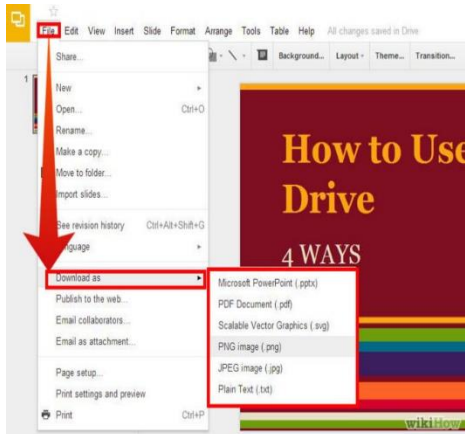 File Edit View Insert Slide Format Arrange Tools Table Help All changes saved in Drive
Background... Layout Theme... Transition...
Share...
New
Open... Ctrl+O
Rename...
Make a copy...
Move to folder...
Import slides...
See revision history Ctrl+Alt+Shift+G
Language
Download as
Publish to the web...
Email collaborators...
Email as attachment...
Page setup...
Print settings and preview
Print Ctrl+P
Microsoft PowerPoint (.pptx)
PDF Document (.pdf)
Scalable Vector Graphics (.svg)
PNG image (.png)
JPEG image (.jpg)
Plain Text (.txt)
1
How to Use
Drive
4 WAYS
wikiHow